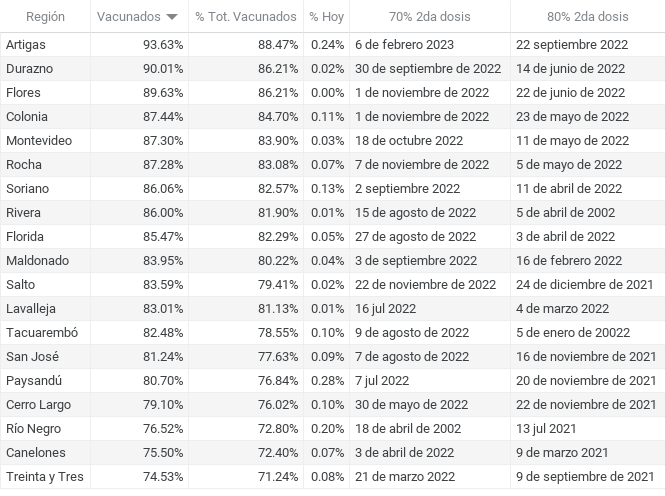 Región Vacunados % Tot. Vacunados % Hoy 70% 2da dosis 80% 2da dosis
Artigas 93.63% 88.47% 0.24% 6 de febrero 2023 22 septiembre 2022
Durazno 90.01% 86.21% 0.02% 30 de septiembre de 2022 14 de junio de 2022
Flores 89.63% 86.21% 0.00% 1 de noviembre de 2022 22 de junio de 2022
Colonia 87.44% 84.70% 0.11% 1 de noviembre de 2022 23 de mayo de 2022
Montevideo 87.30% 83.90% 0.03% 18 de octubre 2022 11 de mayo de 2022
Rocha 87.28% 83.08% 0.07% 7 de noviembre de 2022 5 de mayo de 2022
Soriano 86.06% 82.57% 0.13% 2 septiembre 2022 11 de abril de 2022
Rivera 86.00% 81.90% 0.01% 15 de agosto de 2022 5 de abril de 2002
Florida 85.47% 82.29% 0.05% 27 de agosto de 2022 3 de abril de 2022
Maldonado 83.95% 80.22% 0.04% 3 de septiembre 2022 16 de febrero 2022
Salto 83.59% 79.41% 0.02% 22 de noviembre de 2022 24 de diciembre de 2021
Lavalleja 83.01% 81.13% 0.01% 16 jul 2022 4 de marzo 2022
Tacuarembó 82.48% 78.55% 0.10% 9 de agosto de 2022 5 de enero de 20022
San José 81.24% 77.63% 0.09% 7 de agosto de 2022 16 de noviembre de 2021
Paysandú 80.70% 76.84% 0.28% 7 jul 2022 20 de noviembre de 2021
Cerro Largo 79.10% 76.02% 0.10% 30 de mayo de 2022 22 de noviembre de 2021
Río Negro 76.52% 72.80% 0.20% 18 de abril de 2002 13 jul 2021
Canelones 75.50% 72.40% 0.07% 3 de abril de 2022 9 de marzo 2021
Treinta y Tres 74.53% 71.24% 0.08% 21 de marzo 2022 9 de septiembre de 2021